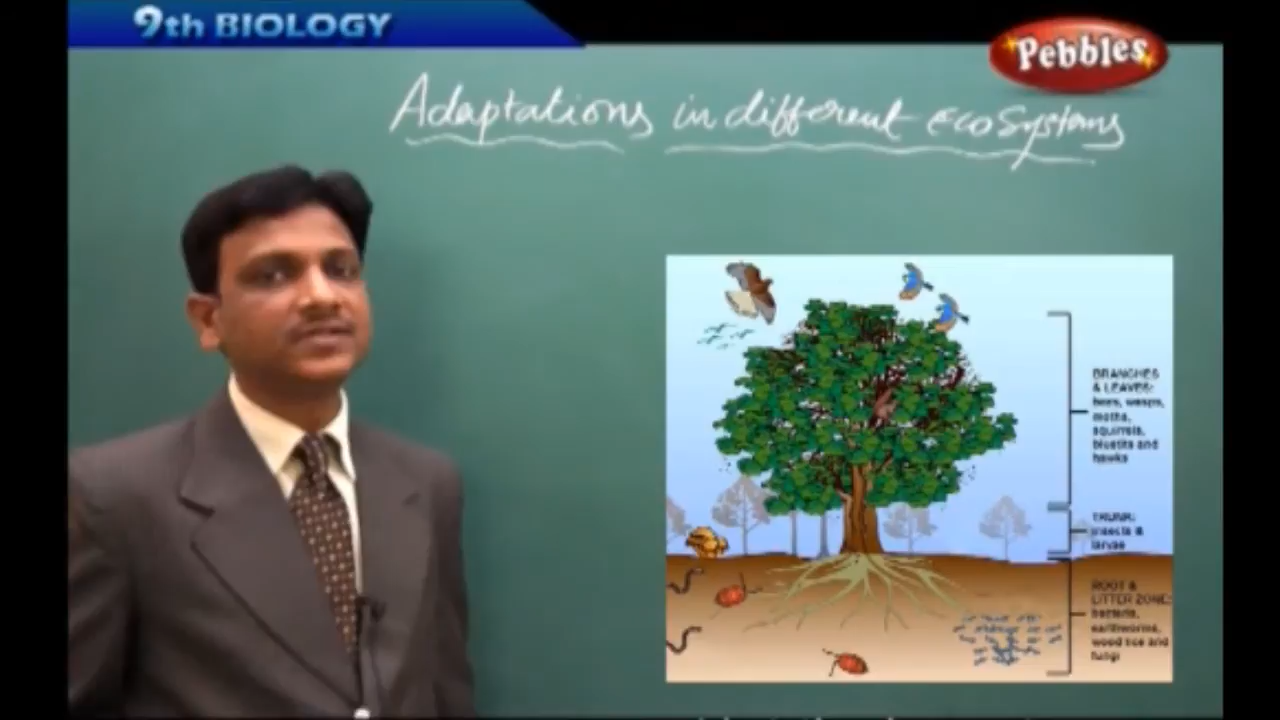 9th BIOLOGY
Pebbles
Adaptations in different ecosystems
BRANCHES
& LEAVES:
bees, wasps,
moths,
squirrels,
bluetits and
hawks
TRUNK:
insects &
larvae
ROOT &
LITTER ZONE:
bacteria,
earthworms,
wood lice and
fungi